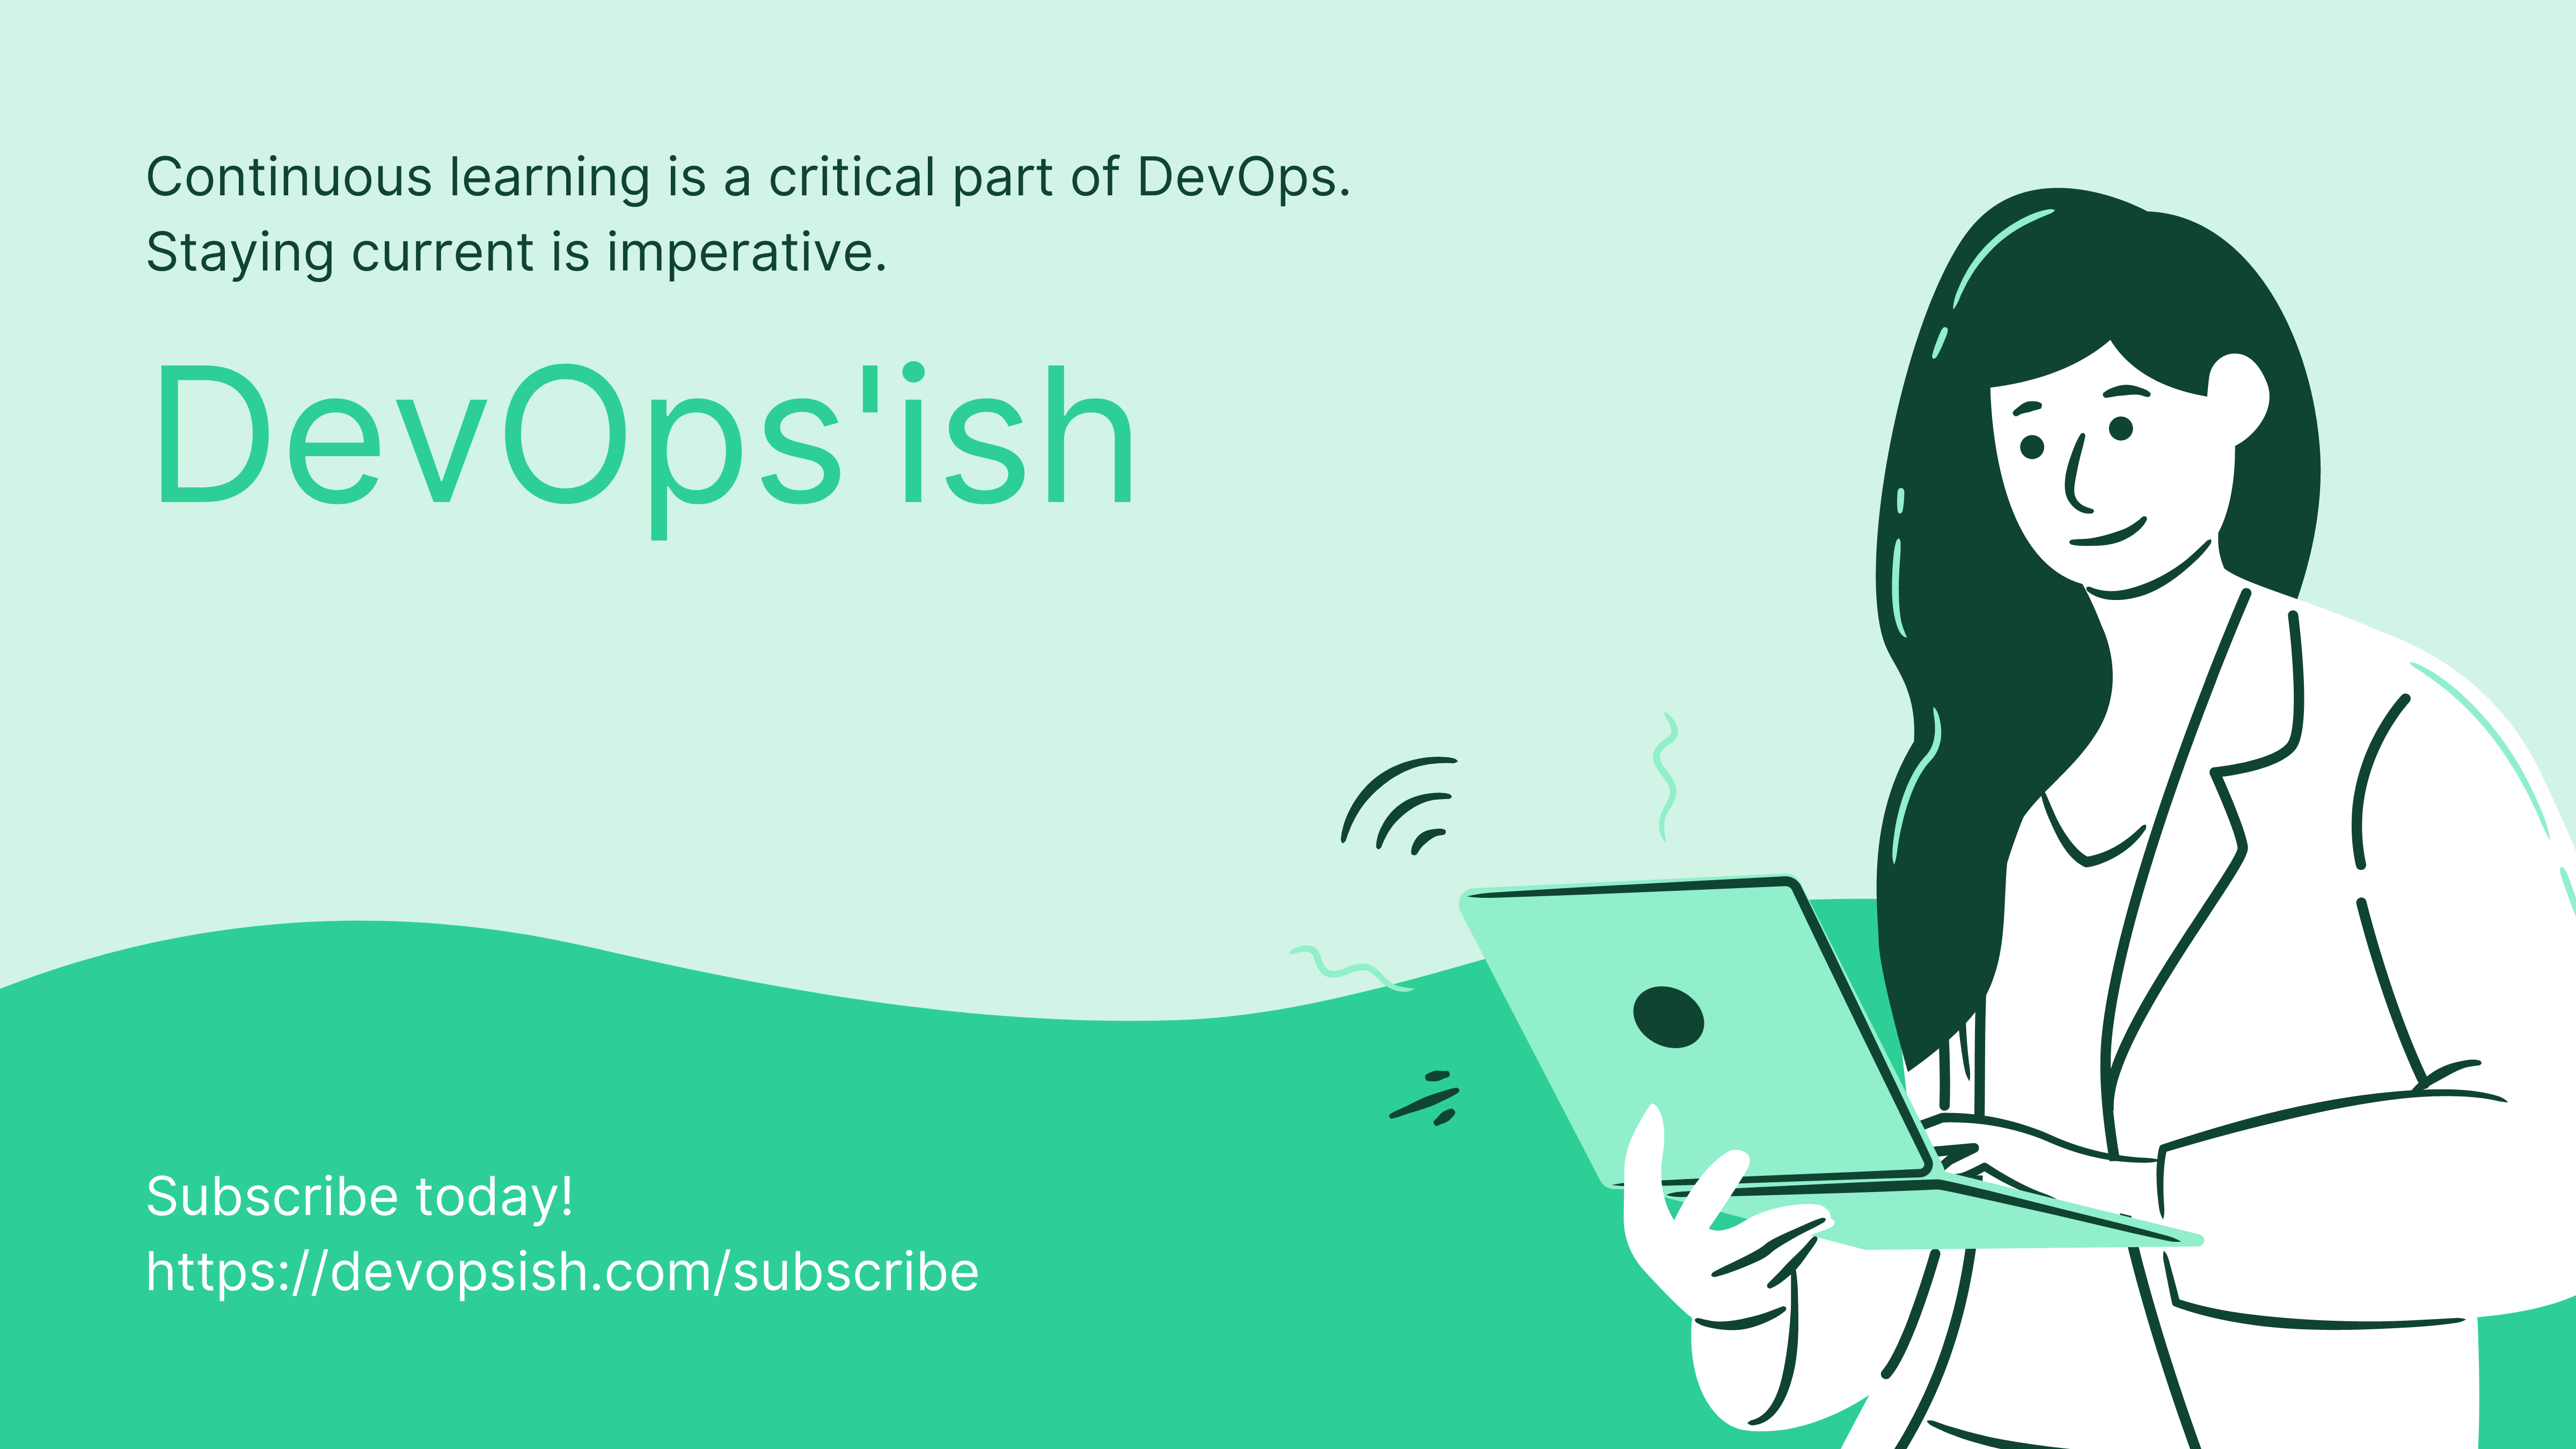 Continuous learning is a critical part of DevOps.
Staying current is imperative.
DevOps'ish
Subscribe today!
https://devopsish.com/subscribe